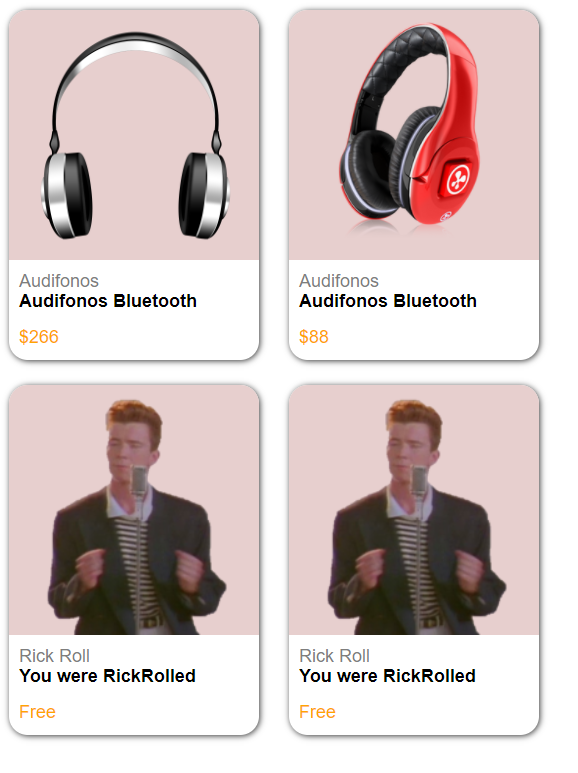 Audifonos
Audifonos Bluetooth
$266
Audifonos
Audifonos Bluetooth
$88
Rick Roll
You were RickRolled
Free
Rick Roll
You were RickRolled
Free